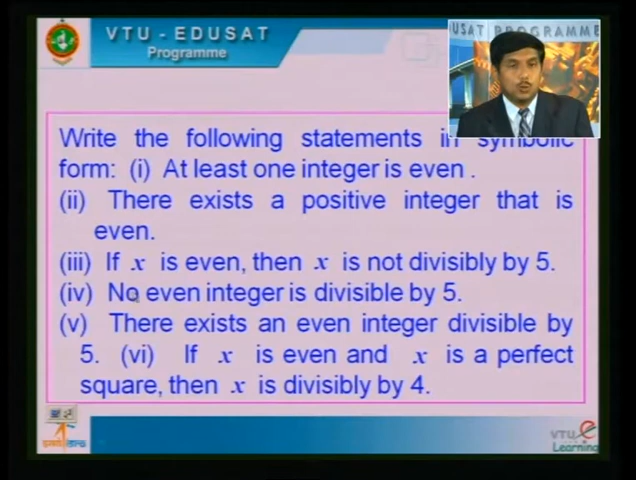 VTU - EDUSAT
Programme
USAT PROGRAMME
Write the following statements in symbolic
form: (i) At least one integer is even .
(ii) There exists a positive integer that is
even.
(iii) If x is even, then x is not divisibly by 5.
(iv) No even integer is divisible by 5.
(v) There exists an even integer divisible by
5. (vi) If x is even and x is a perfect
square, then x is divisibly by 4.
VTU e
Learning